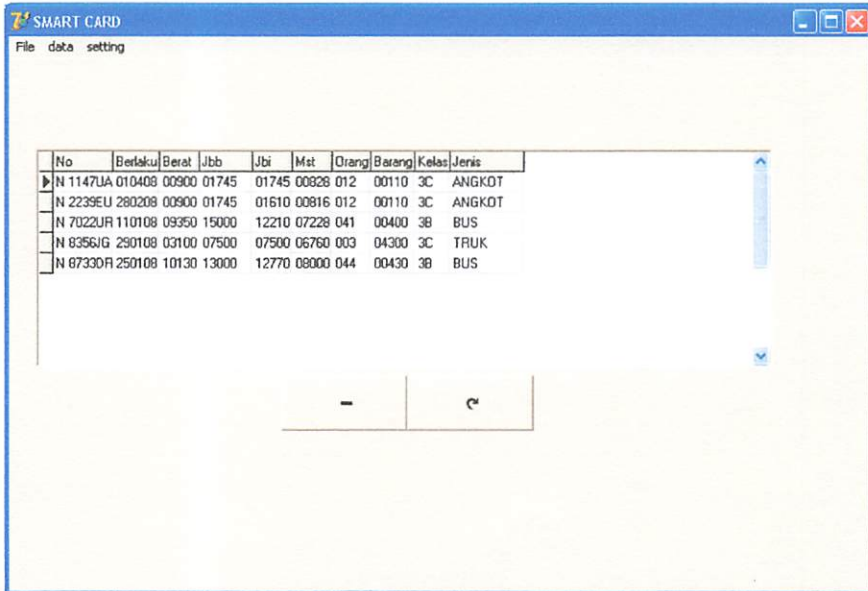 SMART CARD
File data setting
No Berlaku Berat Jbb Jbi Mst Orang Barang Kelas Jenis
N 1147UA 010408 00900 01745 01745 00828 012 00110 3C ANGKOT
N 2239EU 280208 00900 01745 01610 00816 012 00110 3C ANGKOT
N 7022UR 110108 09350 15000 12210 07228 041 00400 3B BUS
N 8356JG 290108 03100 07500 07500 06760 003 04300 3C TRUK
250108 10130 13000 12770 08000 044 00430 3B BUS